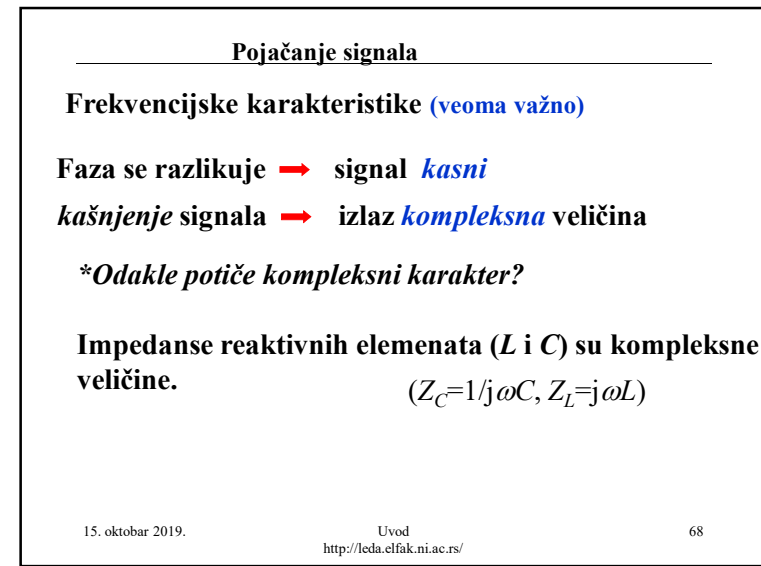 Pojačanje signala
Frekvencijske karakteristike (veoma važno)
Faza se razlikuje → signal kasni
kašnjenje signala → izlaz kompleksna veličina
*Odakle potiče kompleksni karakter?
Impedanse reaktivnih elemenata (L i C) su kompleksne
veličine.
(Z_C=1/jωC, Z_L=jωL)
15. oktobar 2019.
Uvod
http://leda.elfak.ni.ac.rs/
68